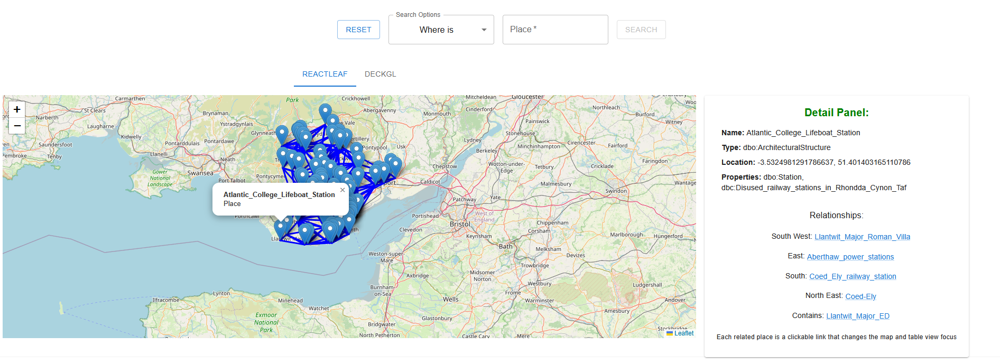 Search Options
RESET
Where is
Place *
SEARCH
REACTLEAF
DECKGL
+
−
Carmarthen
St Clears
Narberth
Laugharne
Kidwelly
Saundersfoot
Pembroke
Tenby
Llanelli
Brynaman
Ystradgynlais
Glynneath
Pontarddulais
Pontardawe
Neath
Swansea
Port Talbot
Gower
National
Landscape
Park
Crickhowell
Abergavenny
Pontypool
Usk
Monmouth
Mitcheldean
Cinderford
Gloucester
Lydney
Berkeley
Chepstow
Caldicot
Painswick
Stonehouse
Minchinhampton
Cirencester
Northleach
Burford
Witney
Fairford
Faringdon
Wotton-under-
Edge
Tetbury
Cricklade
Malmesbury
Swindon
Wantage
Patchway
Yate
West of
England
Portishead
Bristol
Clevedon
Keynsham
Chippenham
Corsham
Marlborough
Hungerford
Bath
Melksham
Devizes
Weston-super-
Mare
Trowbridge
Axbridge
Midsomer
Norton
Westbury
Ludgershall
Burnham-
on-Sea
Frome
Warminster
Andover
Wells
Amesbury
Glastonbury
Stockbridge
Bridgwater
North Petherton
Castle Cary
Mere
Lynton
Ilfracombe
Minehead
Watchet
Exmoor
National
Park
Atlantic_College_Lifeboat_Station
×
Place
Leaflet
Detail Panel:
Name: Atlantic_College_Lifeboat_Station
Type: dbo:ArchitecturalStructure
Location: -3.5324981291786637, 51.401403165110786
Properties: dbo:Station,
dbc:Disused_railway_stations_in_Rhondda_Cynon_Taf
Relationships:
South West: Llantwit_Major_Roman_Villa
East: Aberthaw_power_stations
South: Coed_Ely_railway_station
North East: Coed-Ely
Contains: Llantwit_Major_ED
Each related place is a clickable link that changes the map and table view focus